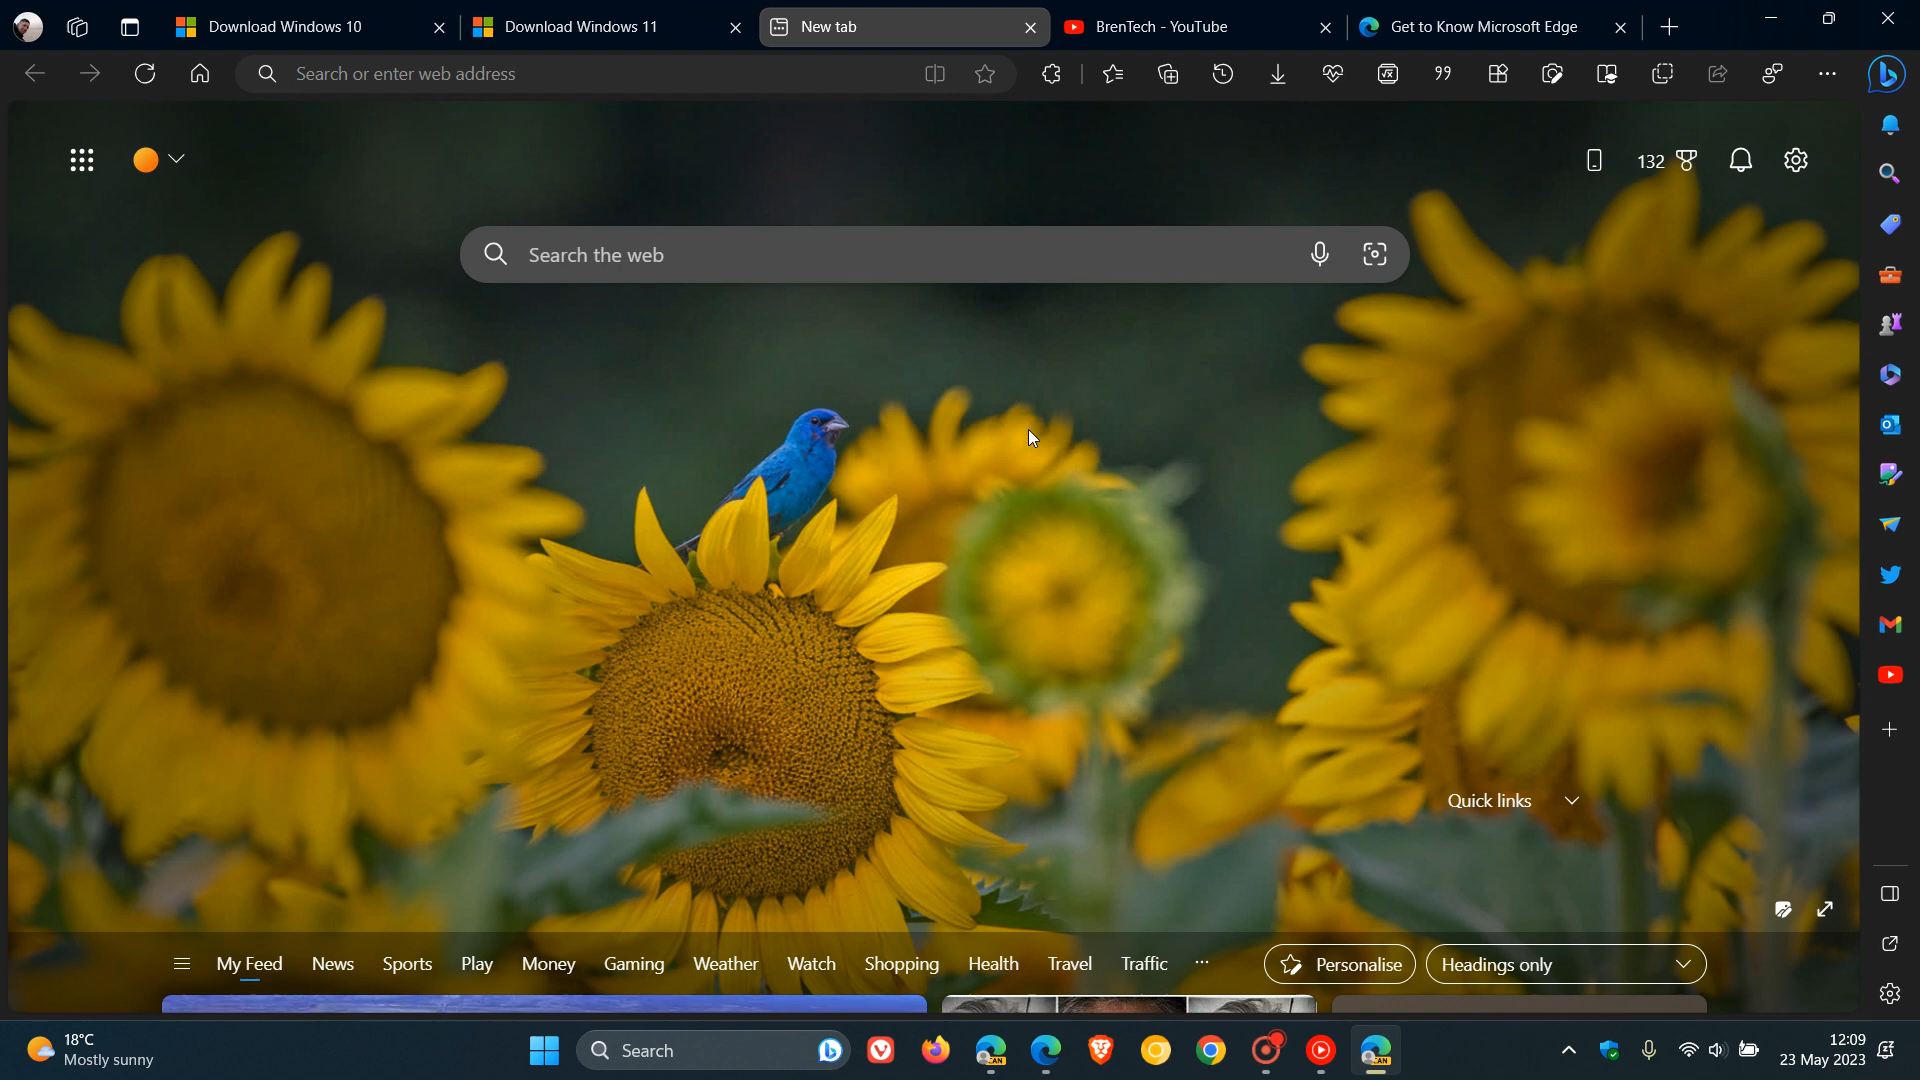 Download Windows 10
Download Windows 11
New tab
BrenTech - YouTube
Get to Know Microsoft Edge
Search or enter web address
132
Search the web
Quick links
My Feed
News
Sports
Play
Money
Gaming
Weather
Watch
Shopping
Health
Travel
Traffic
Personalise
Headings only
18°C
Mostly sunny
Search
CAN
CAN
12:09
23 May 2023